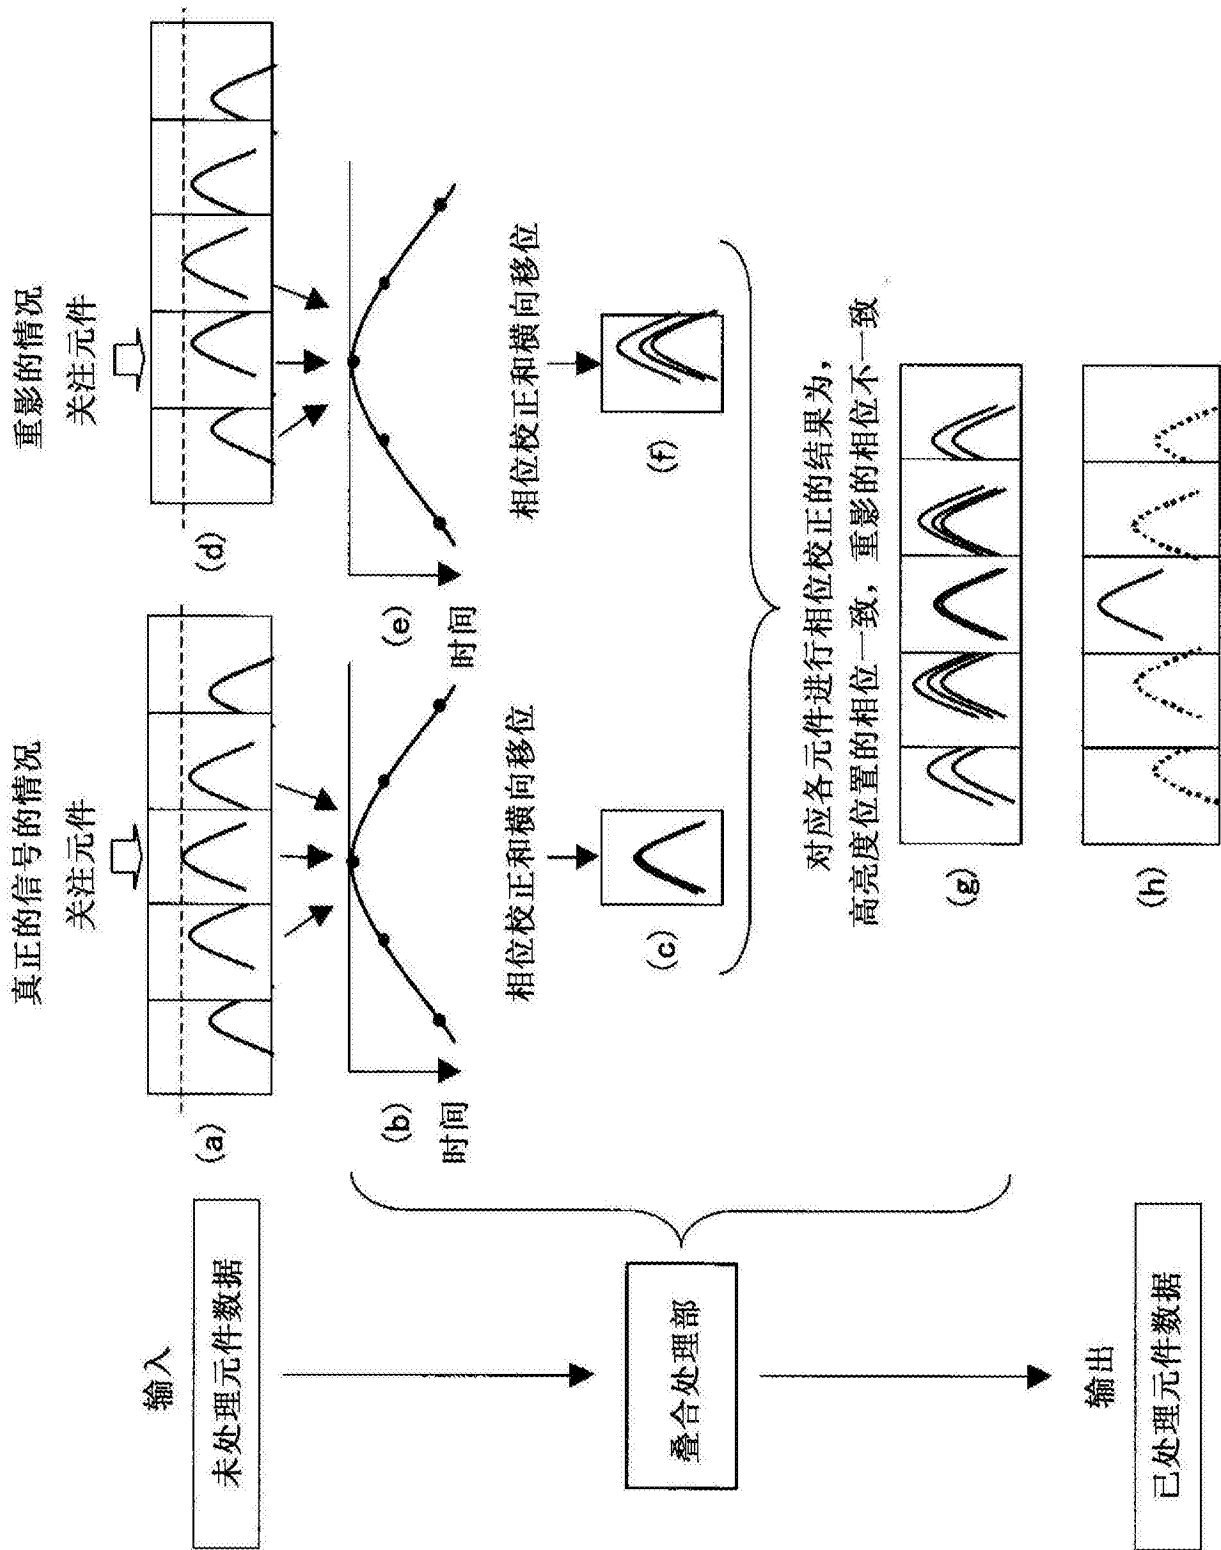 输入
未处理元件数据
叠合处理部
输出
已处理元件数据
真正的信号的情况
关注元件
(a)
(b)
时间
相位校正和横向移位
(c)
重影的情况
关注元件
(d)
(e)
时间
相位校正和横向移位
(f)
对应各元件进行相位校正的结果为,
高亮度位置的相位一致, 重影的相位不一致
(g)
(h)